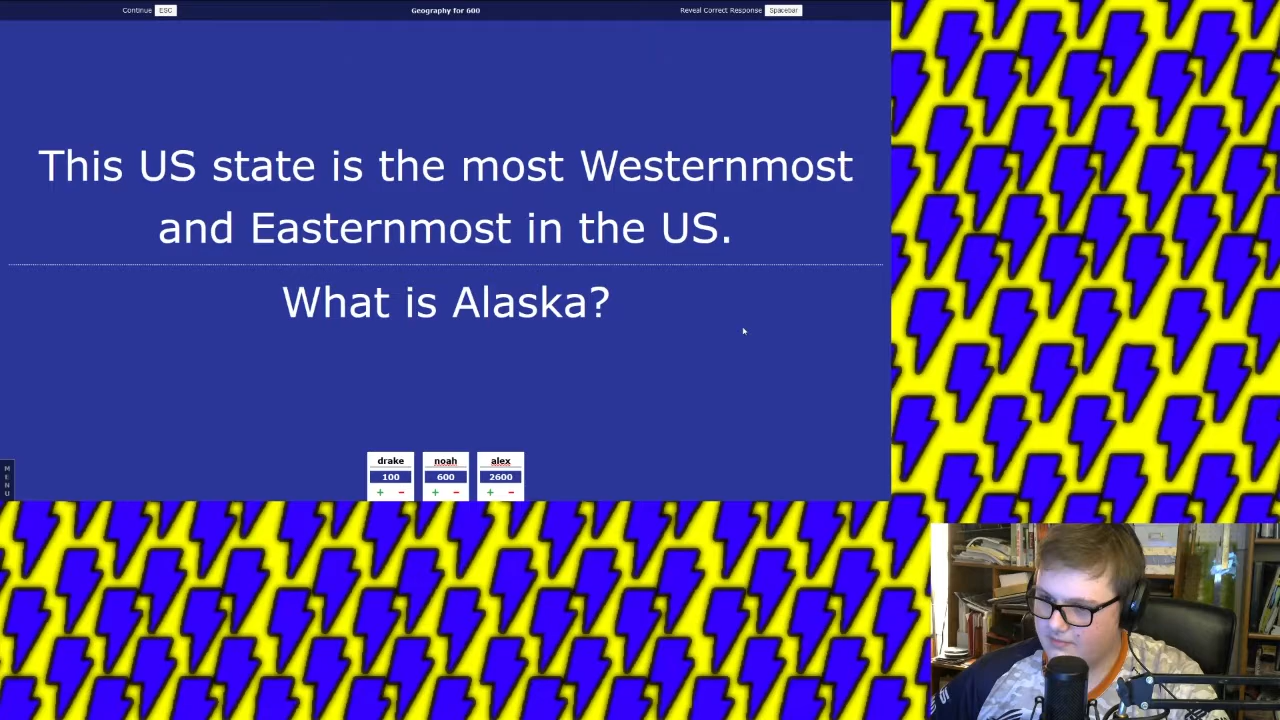 Continue ESC
Geography for 600
Reveal Correct Response Spacebar
This US state is the most Westernmost
and Easternmost in the US.
What is Alaska?
MENU
drake noah alex
100 600 2600
+ - + - + -